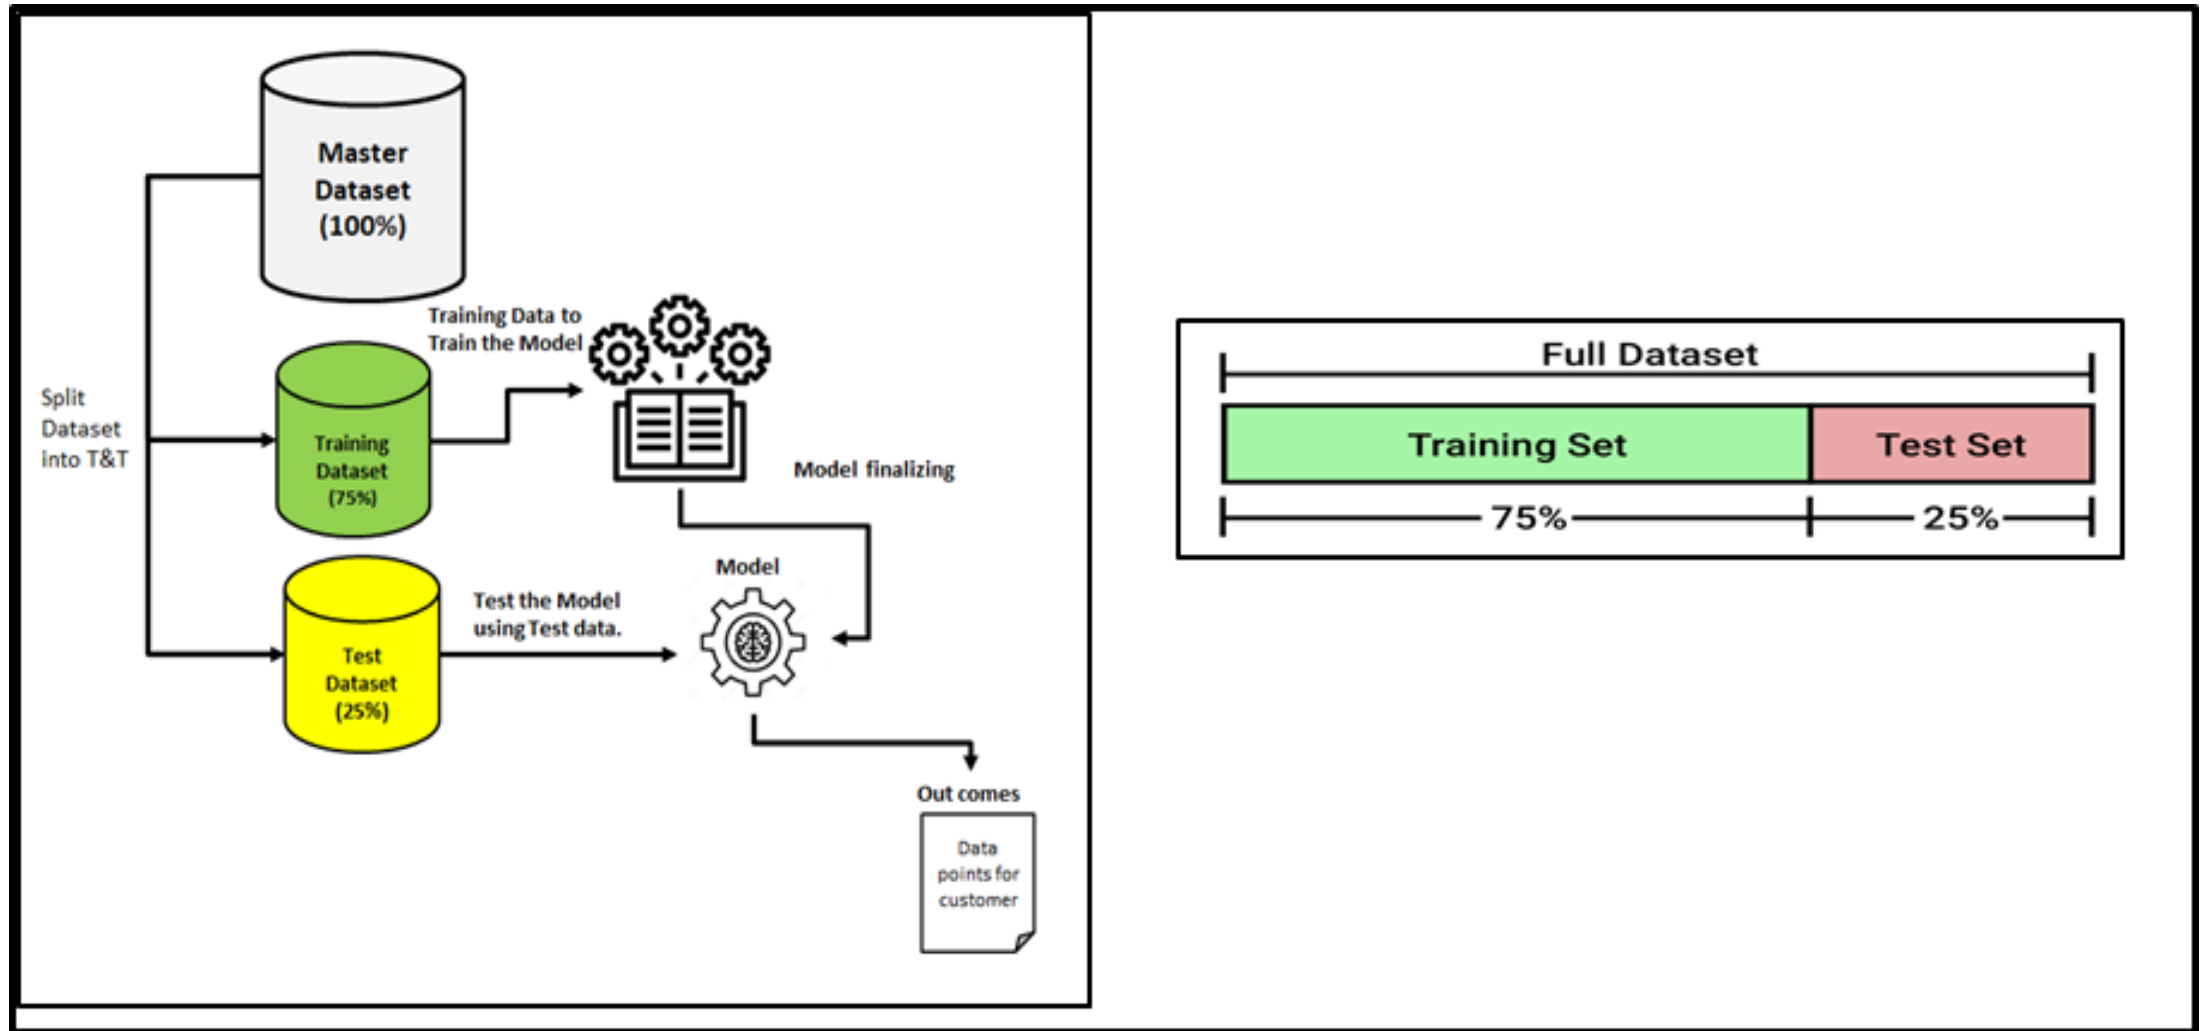 Master
Dataset
(100%)
Training Data to
Train the Model
Split
Dataset
into T&T
Training
Dataset
(75%)
Model finalizing
Model
Test the Model
using Test data.
Test
Dataset
(25%)
Out comes
Data
points for
customer
Full Dataset
Training Set
Test Set
75%
25%